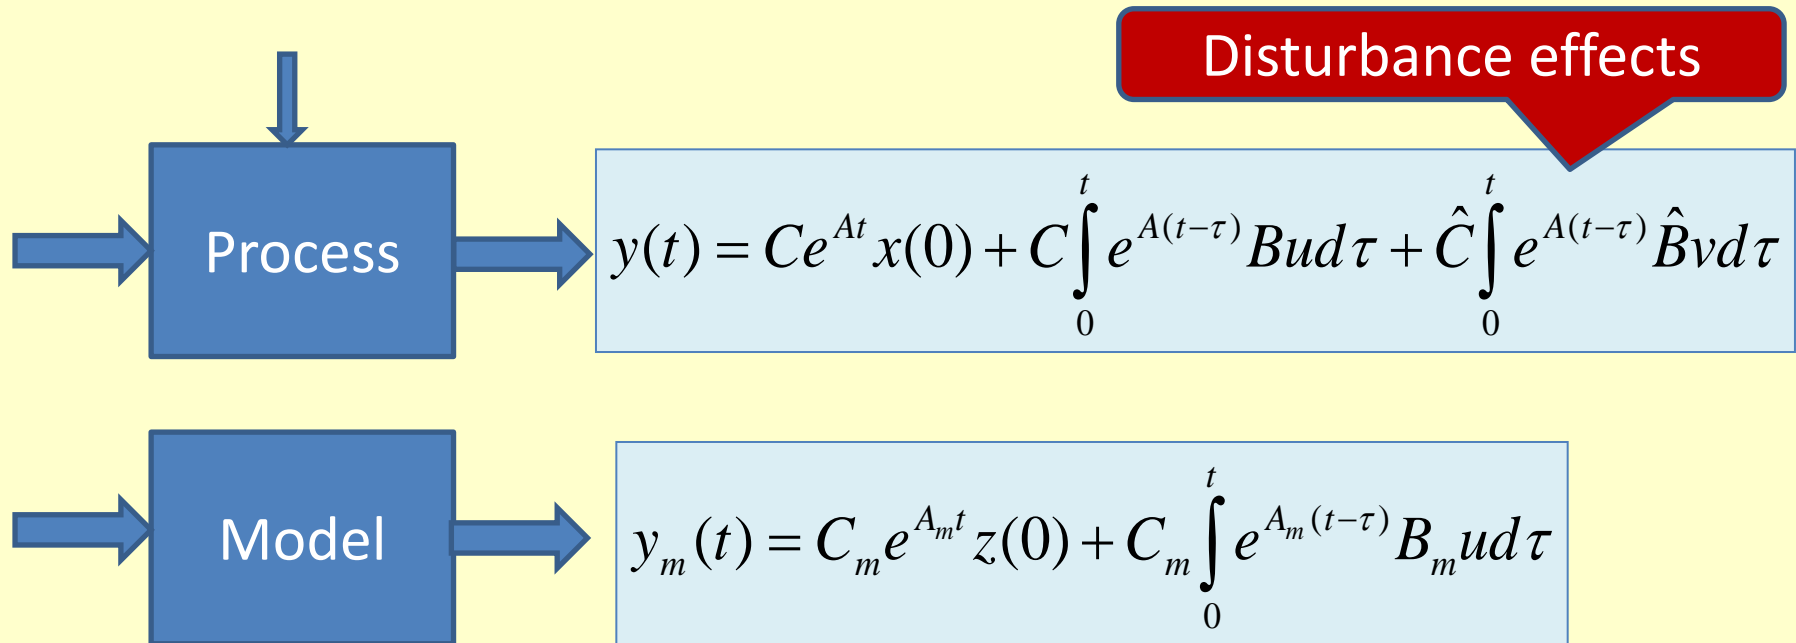 Disturbance effects
Process
y(t) = Ce^{At}x(0) + C∫_0^t e^{A(t−τ)}Budτ + Ĉ∫_0^t e^{A(t−τ)}B̂vdτ
Model
y_m(t) = C_m e^{A_m t}z(0) + C_m∫_0^t e^{A_m(t−τ)}B_m udτ